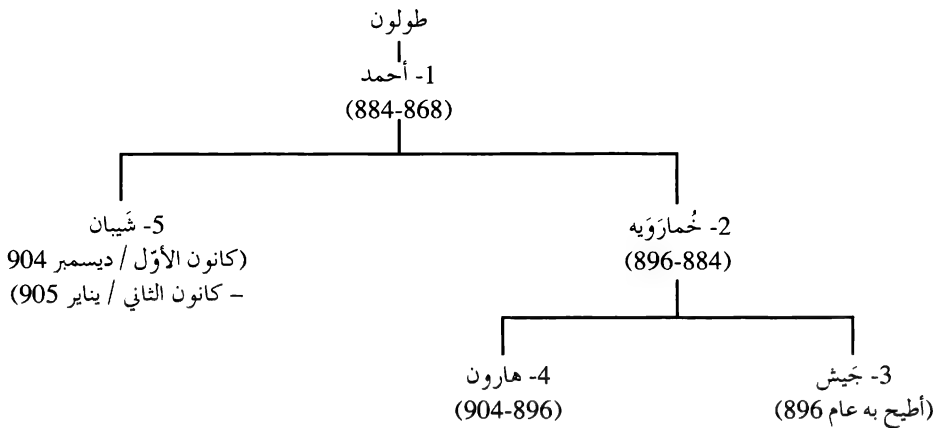 طولون
1- أحمد
(868-884)
2- خُمارَوَيه
(884-896)
5- شَيبان
(كانون الأوّل / ديسمبر 904
– كانون الثاني / يناير 905)
3- جَيش
(أطيح به عام 896)
4- هارون
(896-904)